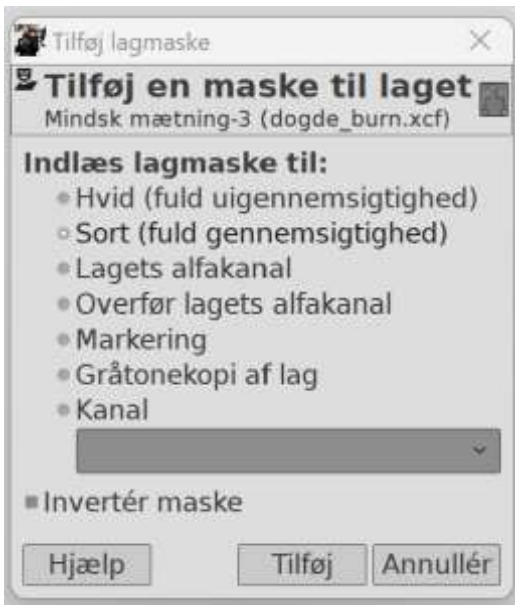 Tilføj lagmaske
Tilføj en maske til laget
Mindsk mætning-3 (dogde_burn.xcf)
Indlæs lagmaske til:
Hvid (fuld uigennemsigtighed)
Sort (fuld gennemsigtighed)
Lagets alfakanal
Overfør lagets alfakanal
Markering
Gråtonekopi af lag
Kanal
Invertér maske
Hjælp Tilføj Annullér